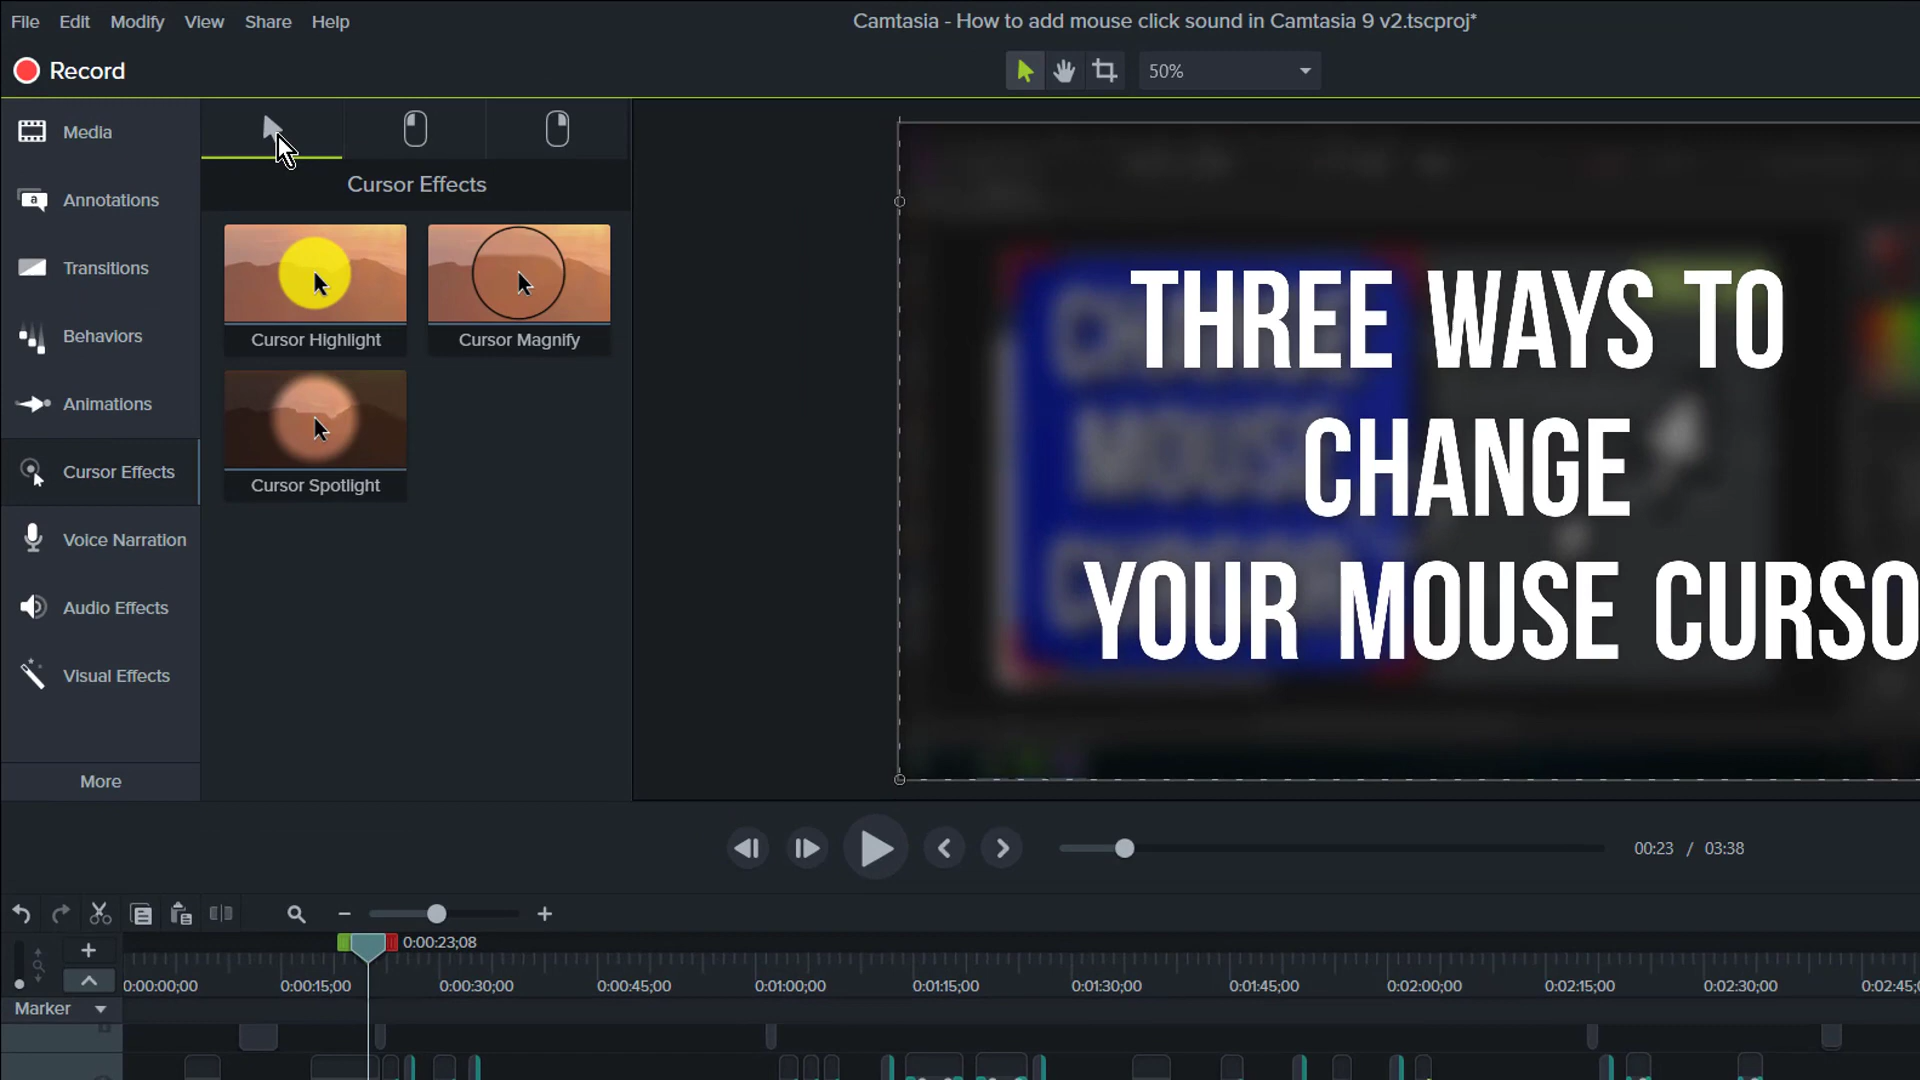 File Edit Modify View Share Help
Camtasia - How to add mouse click sound in Camtasia 9 v2.tscproj*
Record
50%
Media
Annotations
Transitions
Behaviors
Animations
Cursor Effects
Voice Narration
Audio Effects
Visual Effects
More
Cursor Effects
Cursor Highlight
Cursor Magnify
Cursor Spotlight
THREE WAYS TO
CHANGE
YOUR MOUSE CURSO
00:23 / 03:38
0:00:23;08
0:00:00;00 0:00:15;00 0:00:30;00 0:00:45;00 0:01:00;00 0:01:15;00 0:01:30;00 0:01:45;00 0:02:00;00 0:02:15;00 0:02:30;00 0:02:45;
Marker